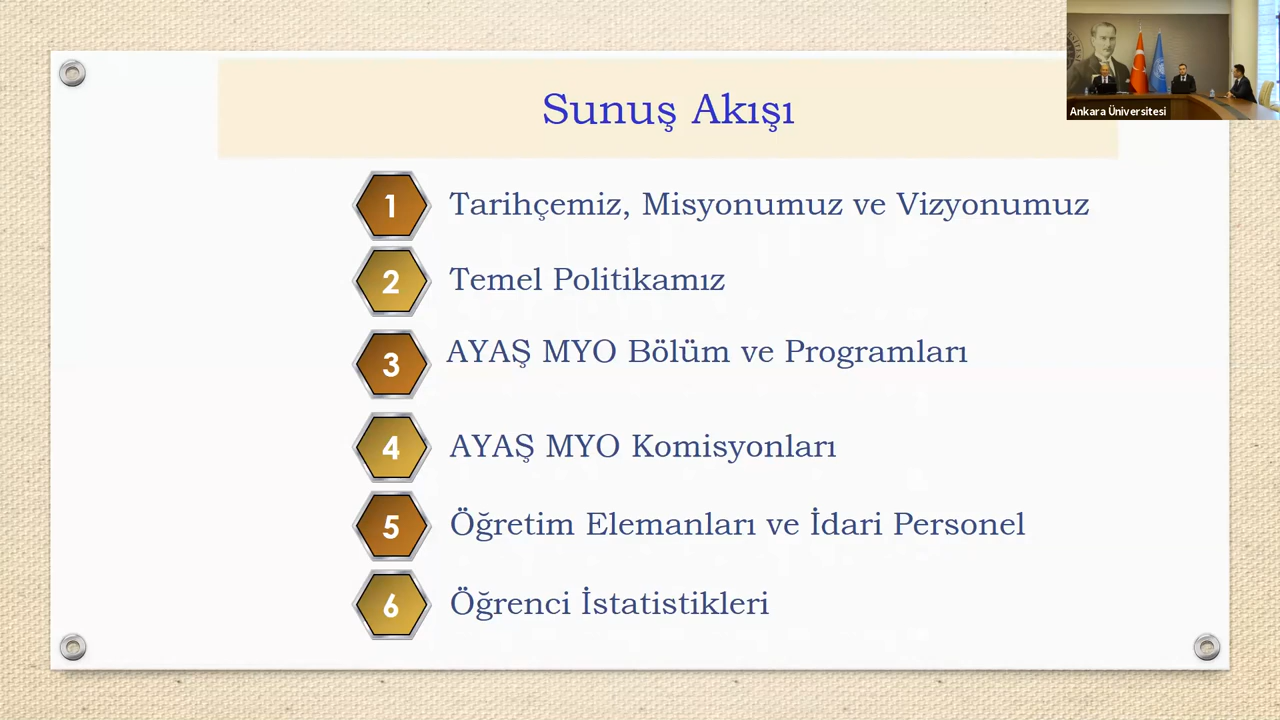 Sunuş Akışı
1 Tarihçemiz, Misyonumuz ve Vizyonumuz
2 Temel Politikamız
3 AYAŞ MYO Bölüm ve Programları
4 AYAŞ MYO Komisyonları
5 Öğretim Elemanları ve İdari Personel
6 Öğrenci İstatistikleri
Ankara Üniversitesi